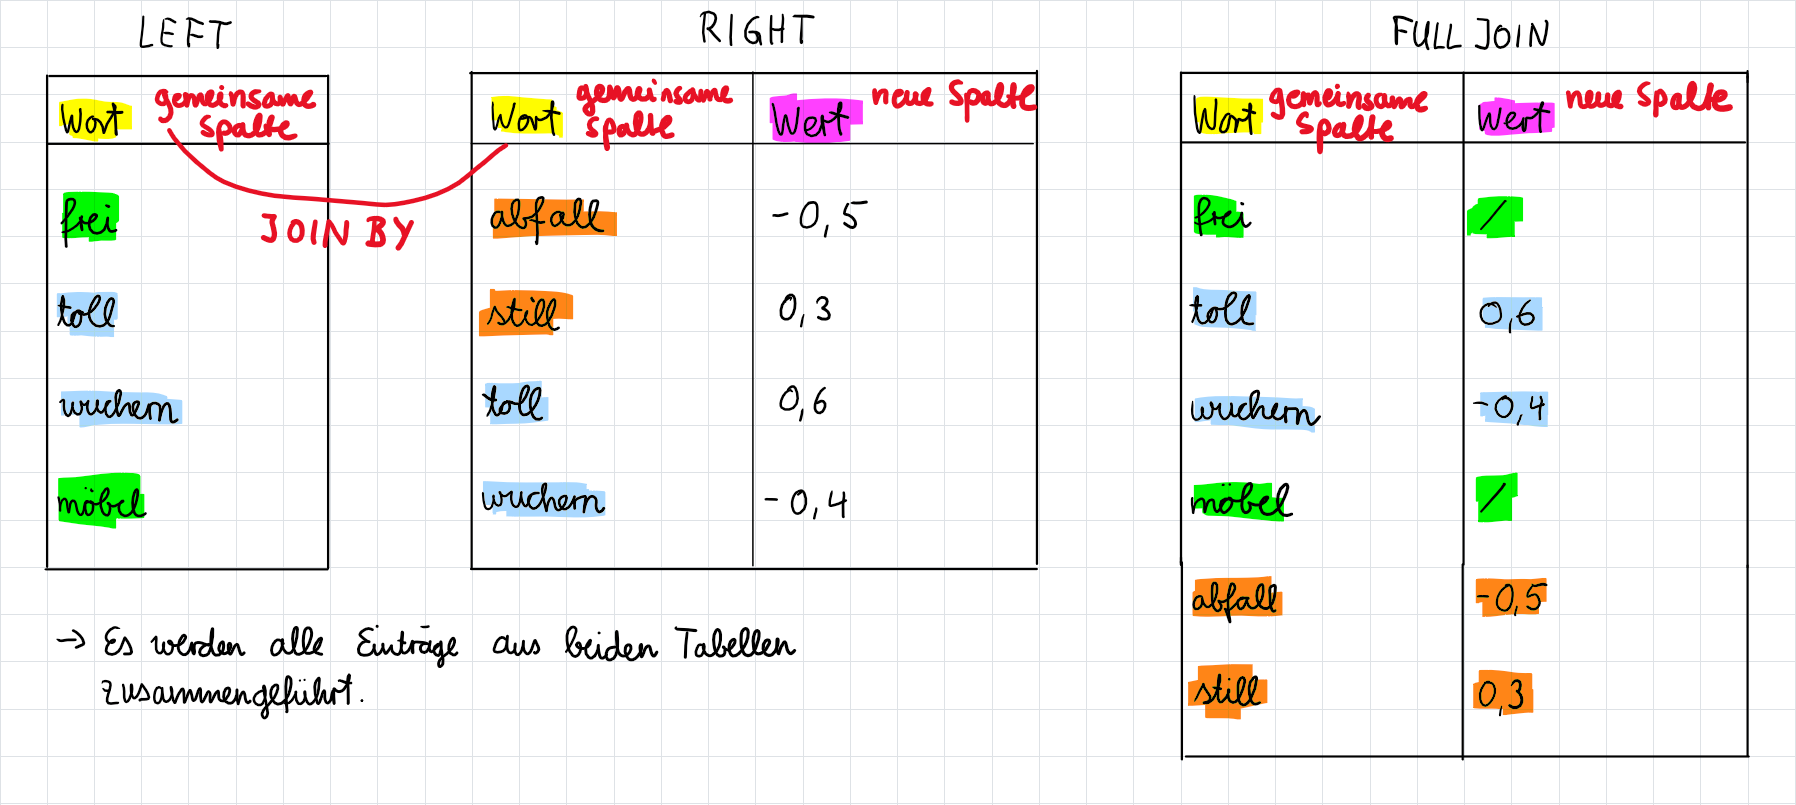 LEFT
Wort gemeinsame
Spalte
frei
toll
wuchern
möbel
JOIN BY
RIGHT
Wort gemeinsame
Spalte
Wert neue Spalte
abfall -0,5
still 0,3
toll 0,6
wuchern -0,4
FULL JOIN
Wort gemeinsame
Spalte
Wert neue Spalte
frei /
toll 0,6
wuchern -0,4
möbel /
abfall -0,5
still 0,3
→ Es werden alle Einträge aus beiden Tabellen
zusammengeführt.